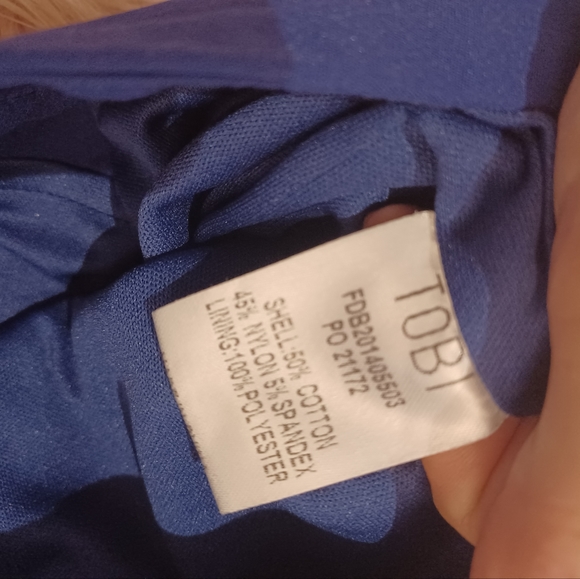 TOBI
FDB201405503
PO 21172
SHELL:50% COTTON
45% NYLON 5%SPANDEX
LINING:100%POLYESTER